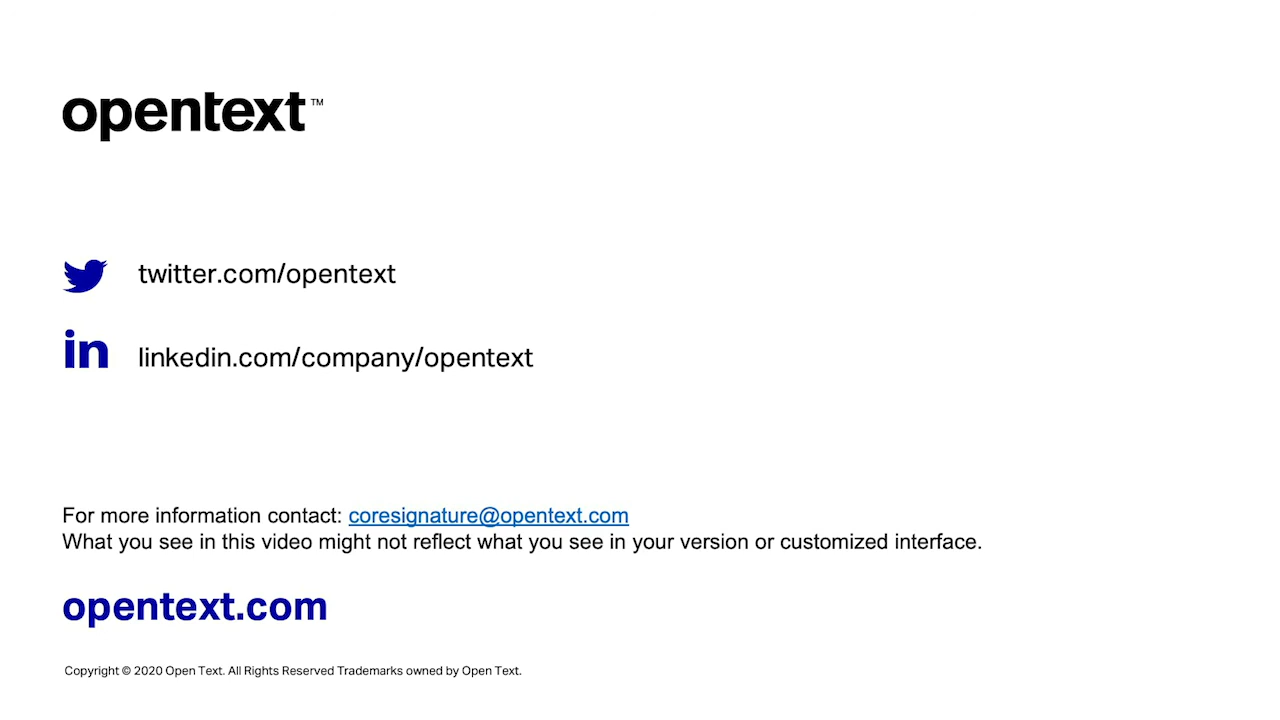 opentext™
twitter.com/opentext
in
linkedin.com/company/opentext
For more information contact: coresignature@opentext.com
What you see in this video might not reflect what you see in your version or customized interface.
opentext.com
Copyright © 2020 Open Text. All Rights Reserved Trademarks owned by Open Text.